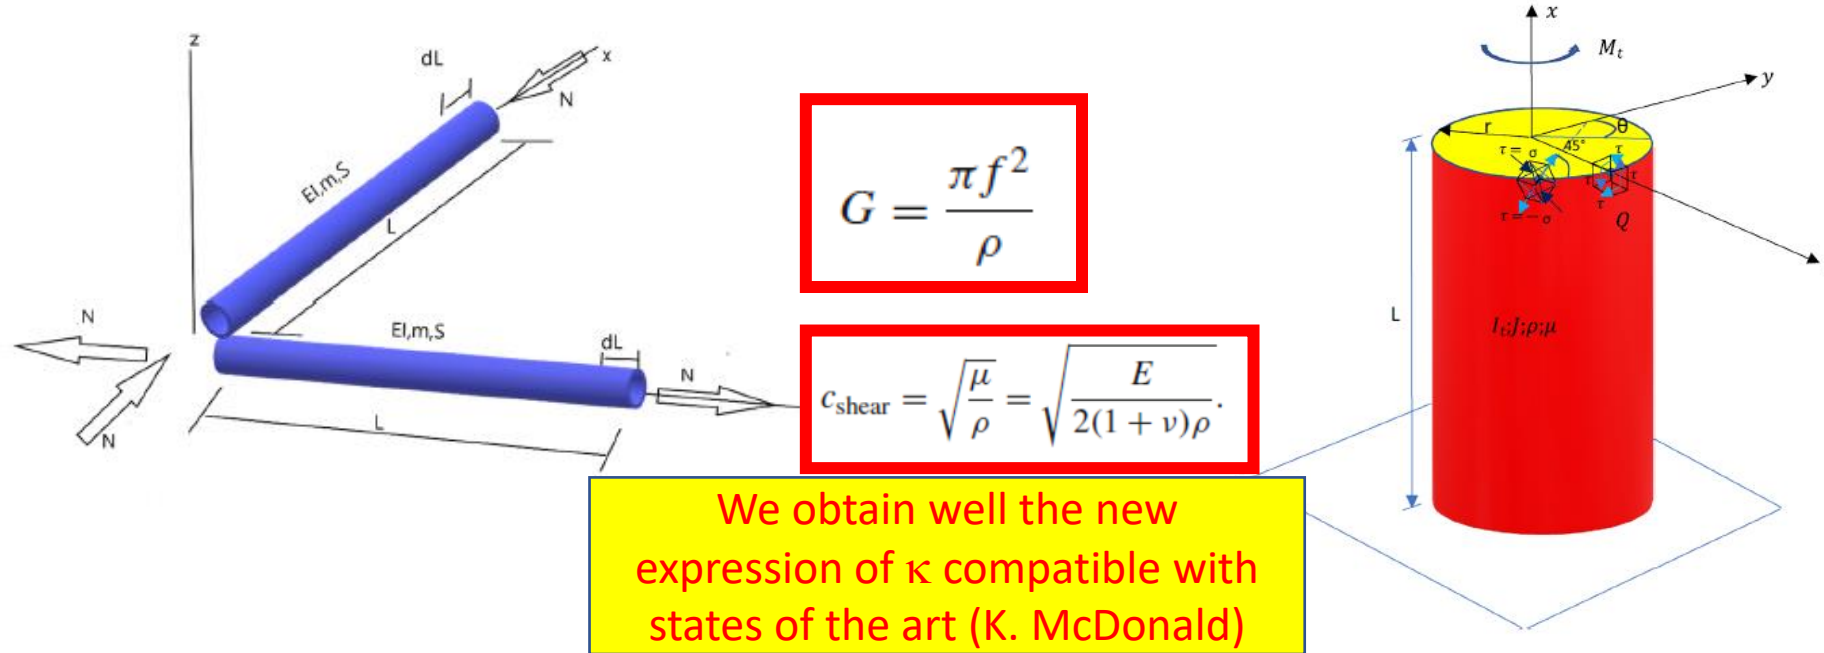 z
dL
x
N
EI,m,S
L
N
EI,m,S
dL
N
L
N
G = πf²/ρ
c_shear = √(μ/ρ) = √(E/(2(1 + ν)ρ)).
We obtain well the new
expression of κ compatible with
states of the art (K. McDonald)
x
M_t
y
r
θ
τ= σ
45°
τ
τ
τ
τ
τ=− σ
Q
L
I_t;J;ρ;μ